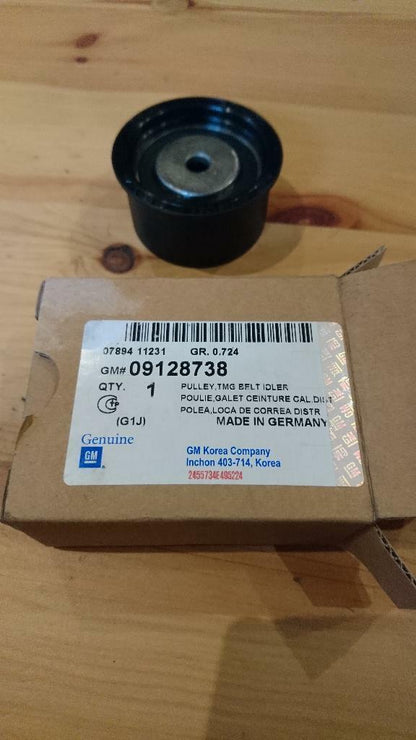 07894 11231 GR. 0.724
GM# 09128738
QTY. 1
PULLEY,TMG BELT IDLER
POULIE,GALET CEINTURE CAL.DIST
POLEA,LOCA DE CORREA DISTR
(G1J) MADE IN GERMANY
Genuine
GM
GM Korea Company
Inchon 403-714, Korea